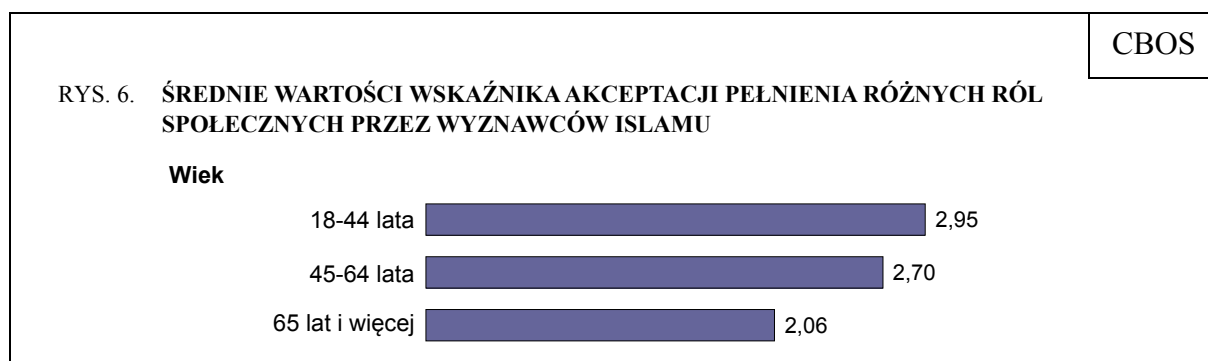 CBOS
RYS. 6. ŚREDNIE WARTOŚCI WSKAŹNIKA AKCEPTACJI PEŁNIENIA RÓŻNYCH RÓL
SPOŁECZNYCH PRZEZ WYZNAWCÓW ISLAMU
Wiek
18-44 lata 2,95
45-64 lata 2,70
65 lat i więcej 2,06